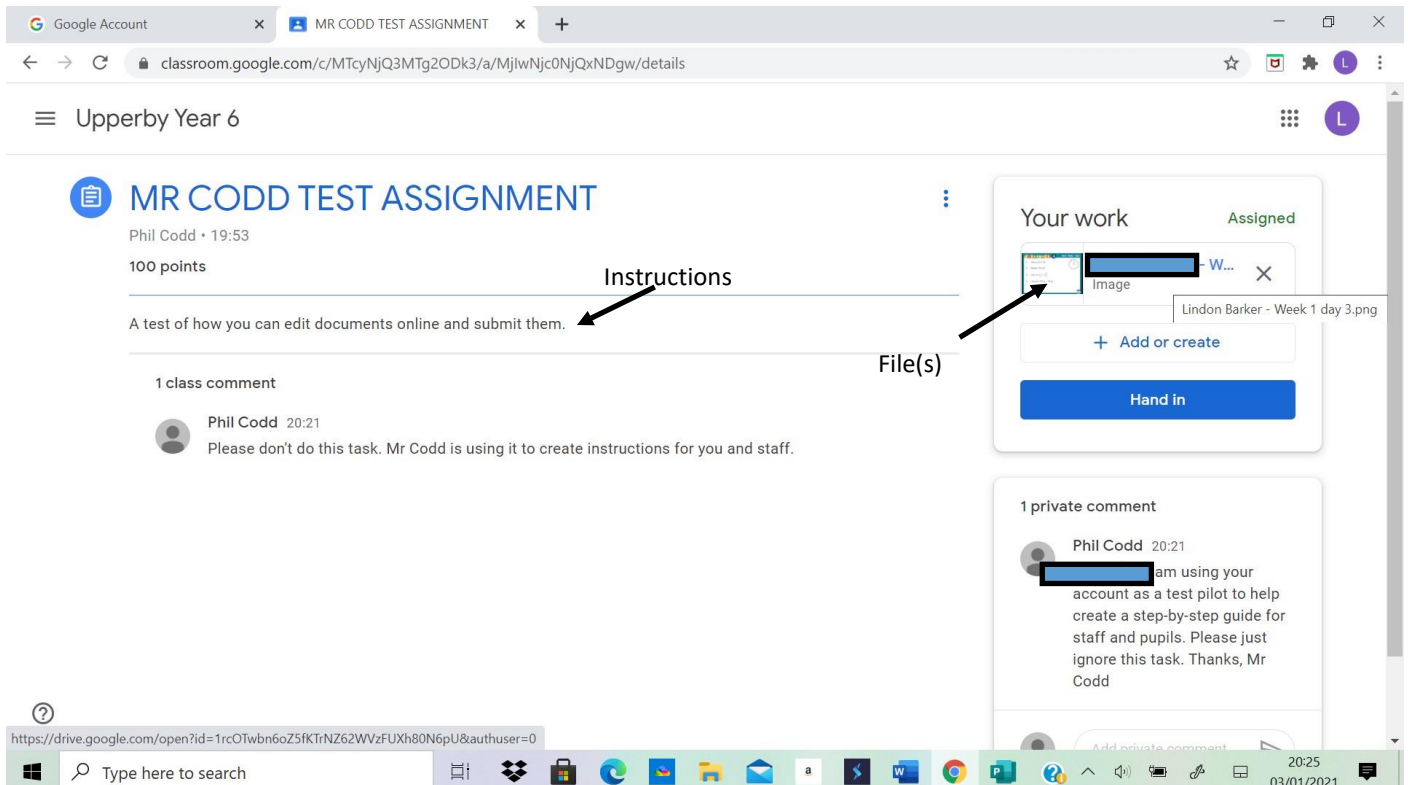 Google Account
MR CODD TEST ASSIGNMENT
classroom.google.com/c/MTcyNjQ3MTg2ODk3/a/MjIwNjc0NjQxNDgw/details
L
Upperby Year 6
L
MR CODD TEST ASSIGNMENT
Phil Codd • 19:53
100 points
Instructions
A test of how you can edit documents online and submit them.
File(s)
1 class comment
Phil Codd 20:21
Please don't do this task. Mr Codd is using it to create instructions for you and staff.
Your work Assigned
- W...
Image
Lindon Barker - Week 1 day 3.png
+ Add or create
Hand in
1 private comment
Phil Codd 20:21
am using your
account as a test pilot to help
create a step-by-step guide for
staff and pupils. Please just
ignore this task. Thanks, Mr
Codd
Add private comment
https://drive.google.com/open?id=1rcOTwbn6oZ5fKTrNZ62WVzFUXh80N6pU&authuser=0
Type here to search
20:25
03/01/2021